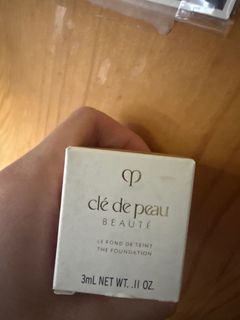 clé de peau
BEAUTÉ
LE FOND DE TEINT
THE FOUNDATION
3mL NET WT. .11 OZ.